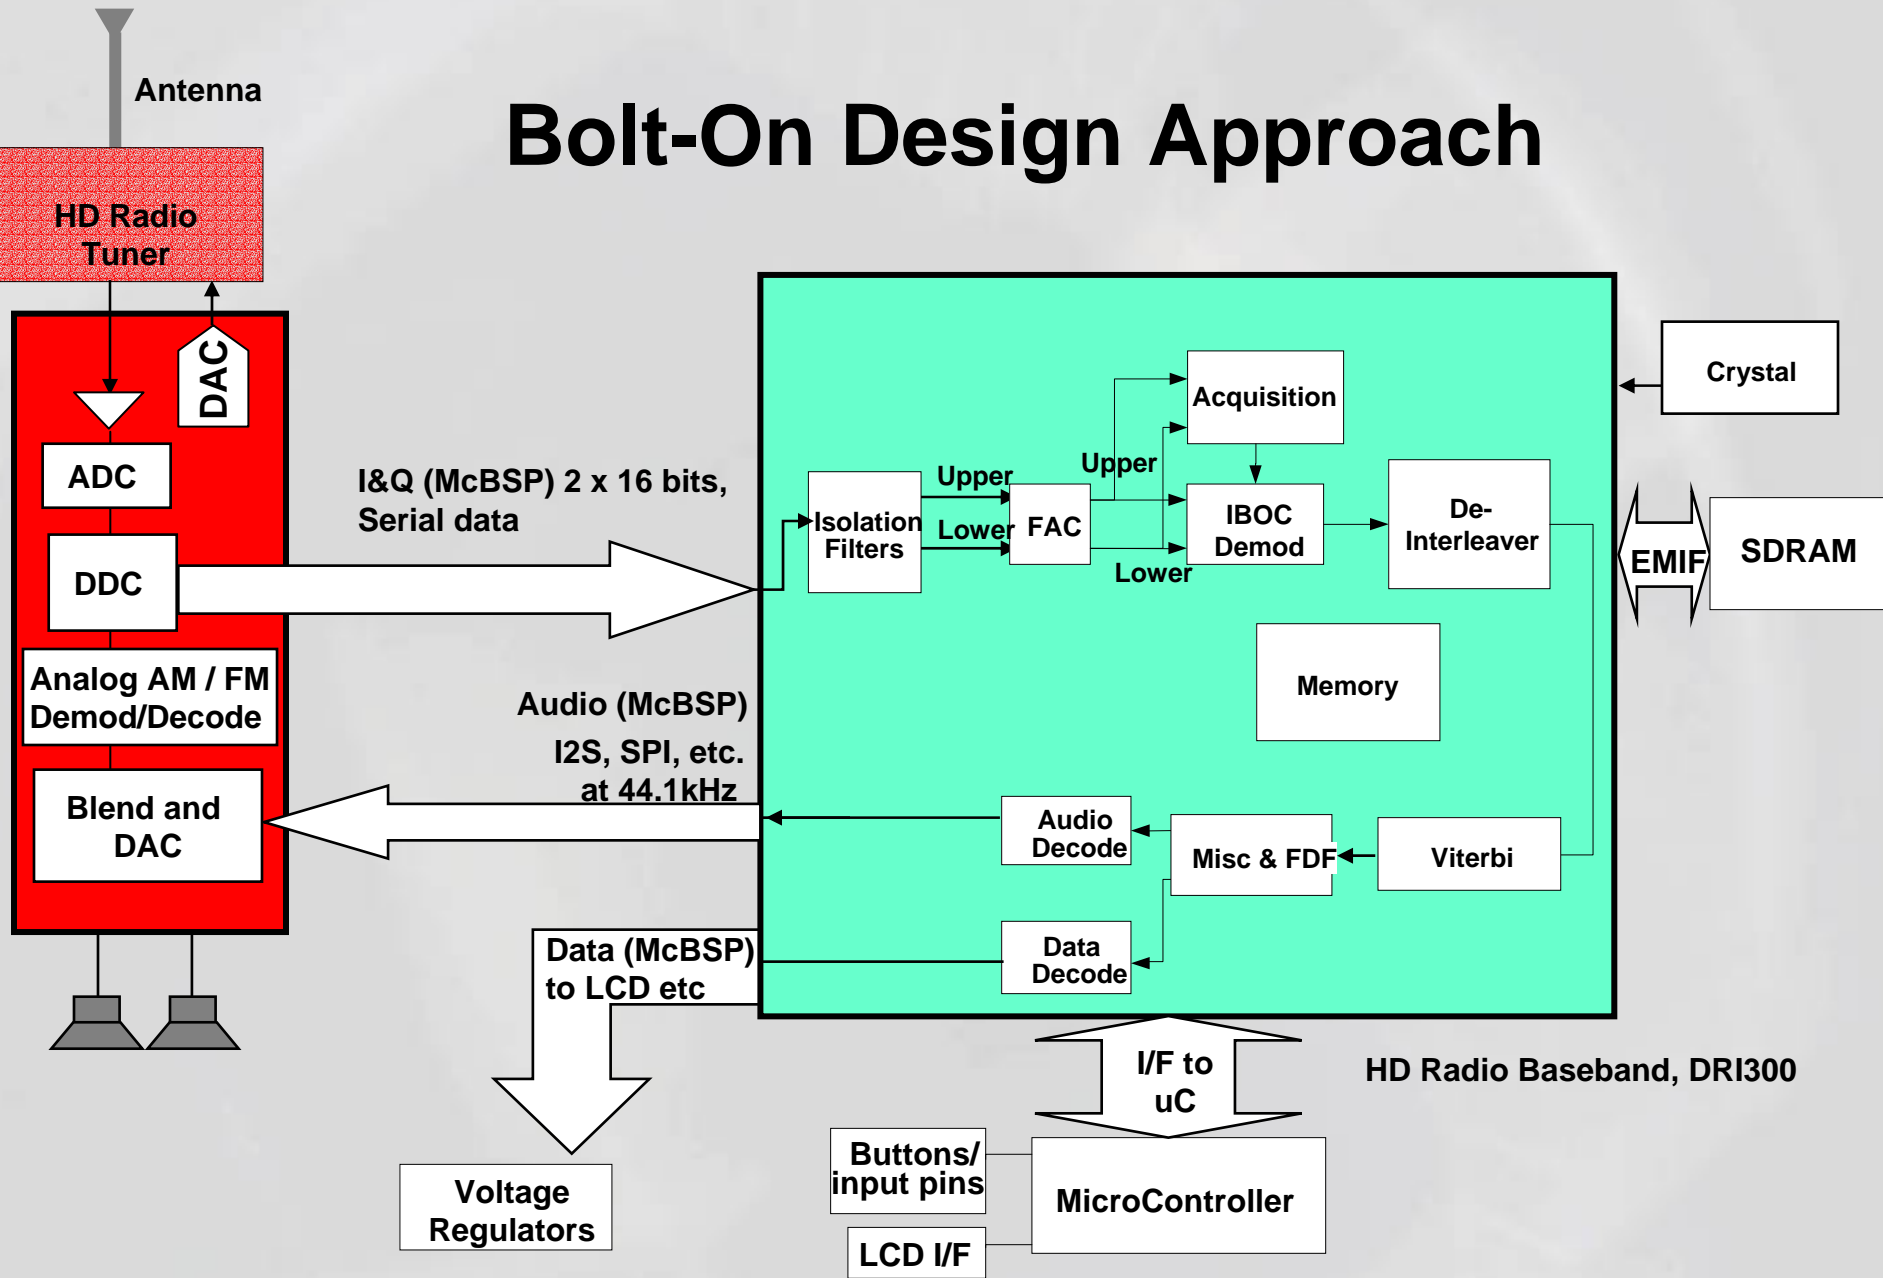 Antenna
Bolt-On Design Approach
HD Radio
Tuner
DAC
ADC
DDC
Analog AM / FM
Demod/Decode
Blend and
DAC
I&Q (McBSP) 2 x 16 bits,
Serial data
Audio (McBSP)
I2S, SPI, etc.
at 44.1kHz
Data (McBSP)
to LCD etc
Isolation
Filters
Upper
Lower
FAC
Upper
Lower
Acquisition
IBOC
Demod
De-
Interleaver
Memory
Audio
Decode
Misc & FDF
Viterbi
Data
Decode
Crystal
EMIF
SDRAM
I/F to
uC
HD Radio Baseband, DRI300
Voltage
Regulators
Buttons/
input pins
MicroController
LCD I/F